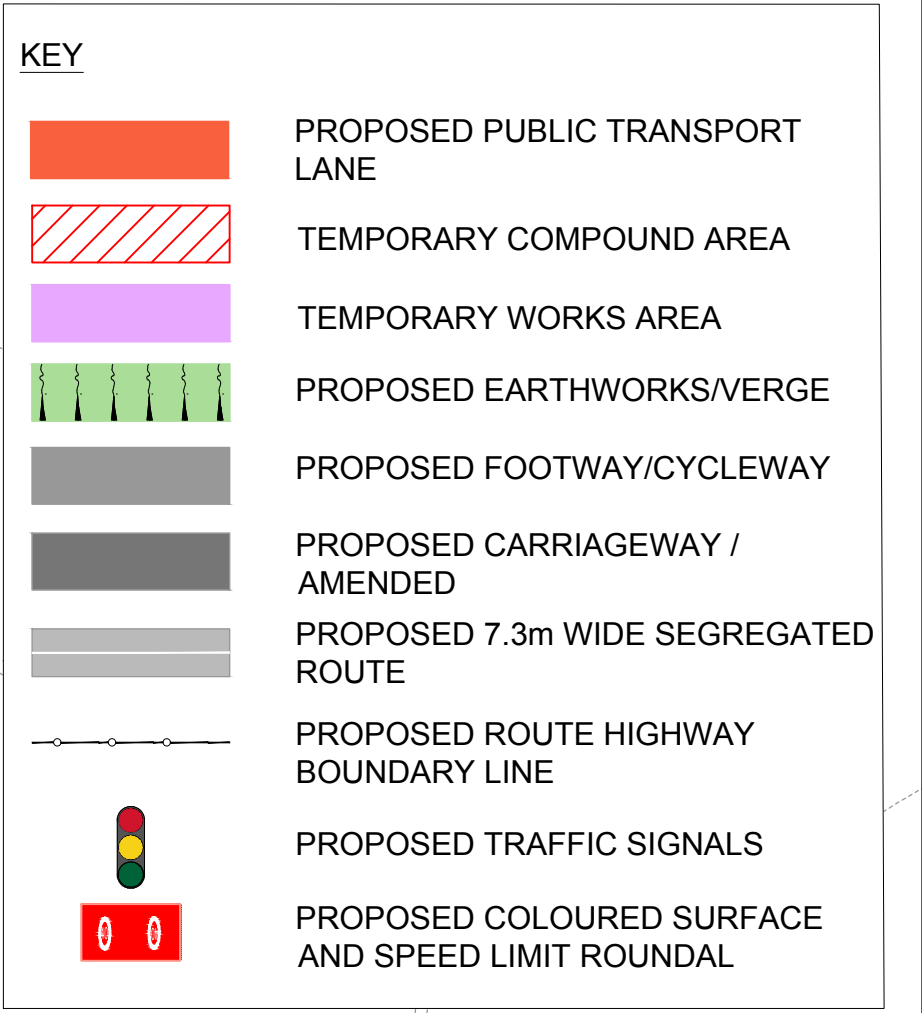 KEY
PROPOSED PUBLIC TRANSPORT
LANE
TEMPORARY COMPOUND AREA
TEMPORARY WORKS AREA
PROPOSED EARTHWORKS/VERGE
PROPOSED FOOTWAY/CYCLEWAY
PROPOSED CARRIAGEWAY /
AMENDED
PROPOSED 7.3m WIDE SEGREGATED
ROUTE
PROPOSED ROUTE HIGHWAY
BOUNDARY LINE
PROPOSED TRAFFIC SIGNALS
PROPOSED COLOURED SURFACE
AND SPEED LIMIT ROUNDAL